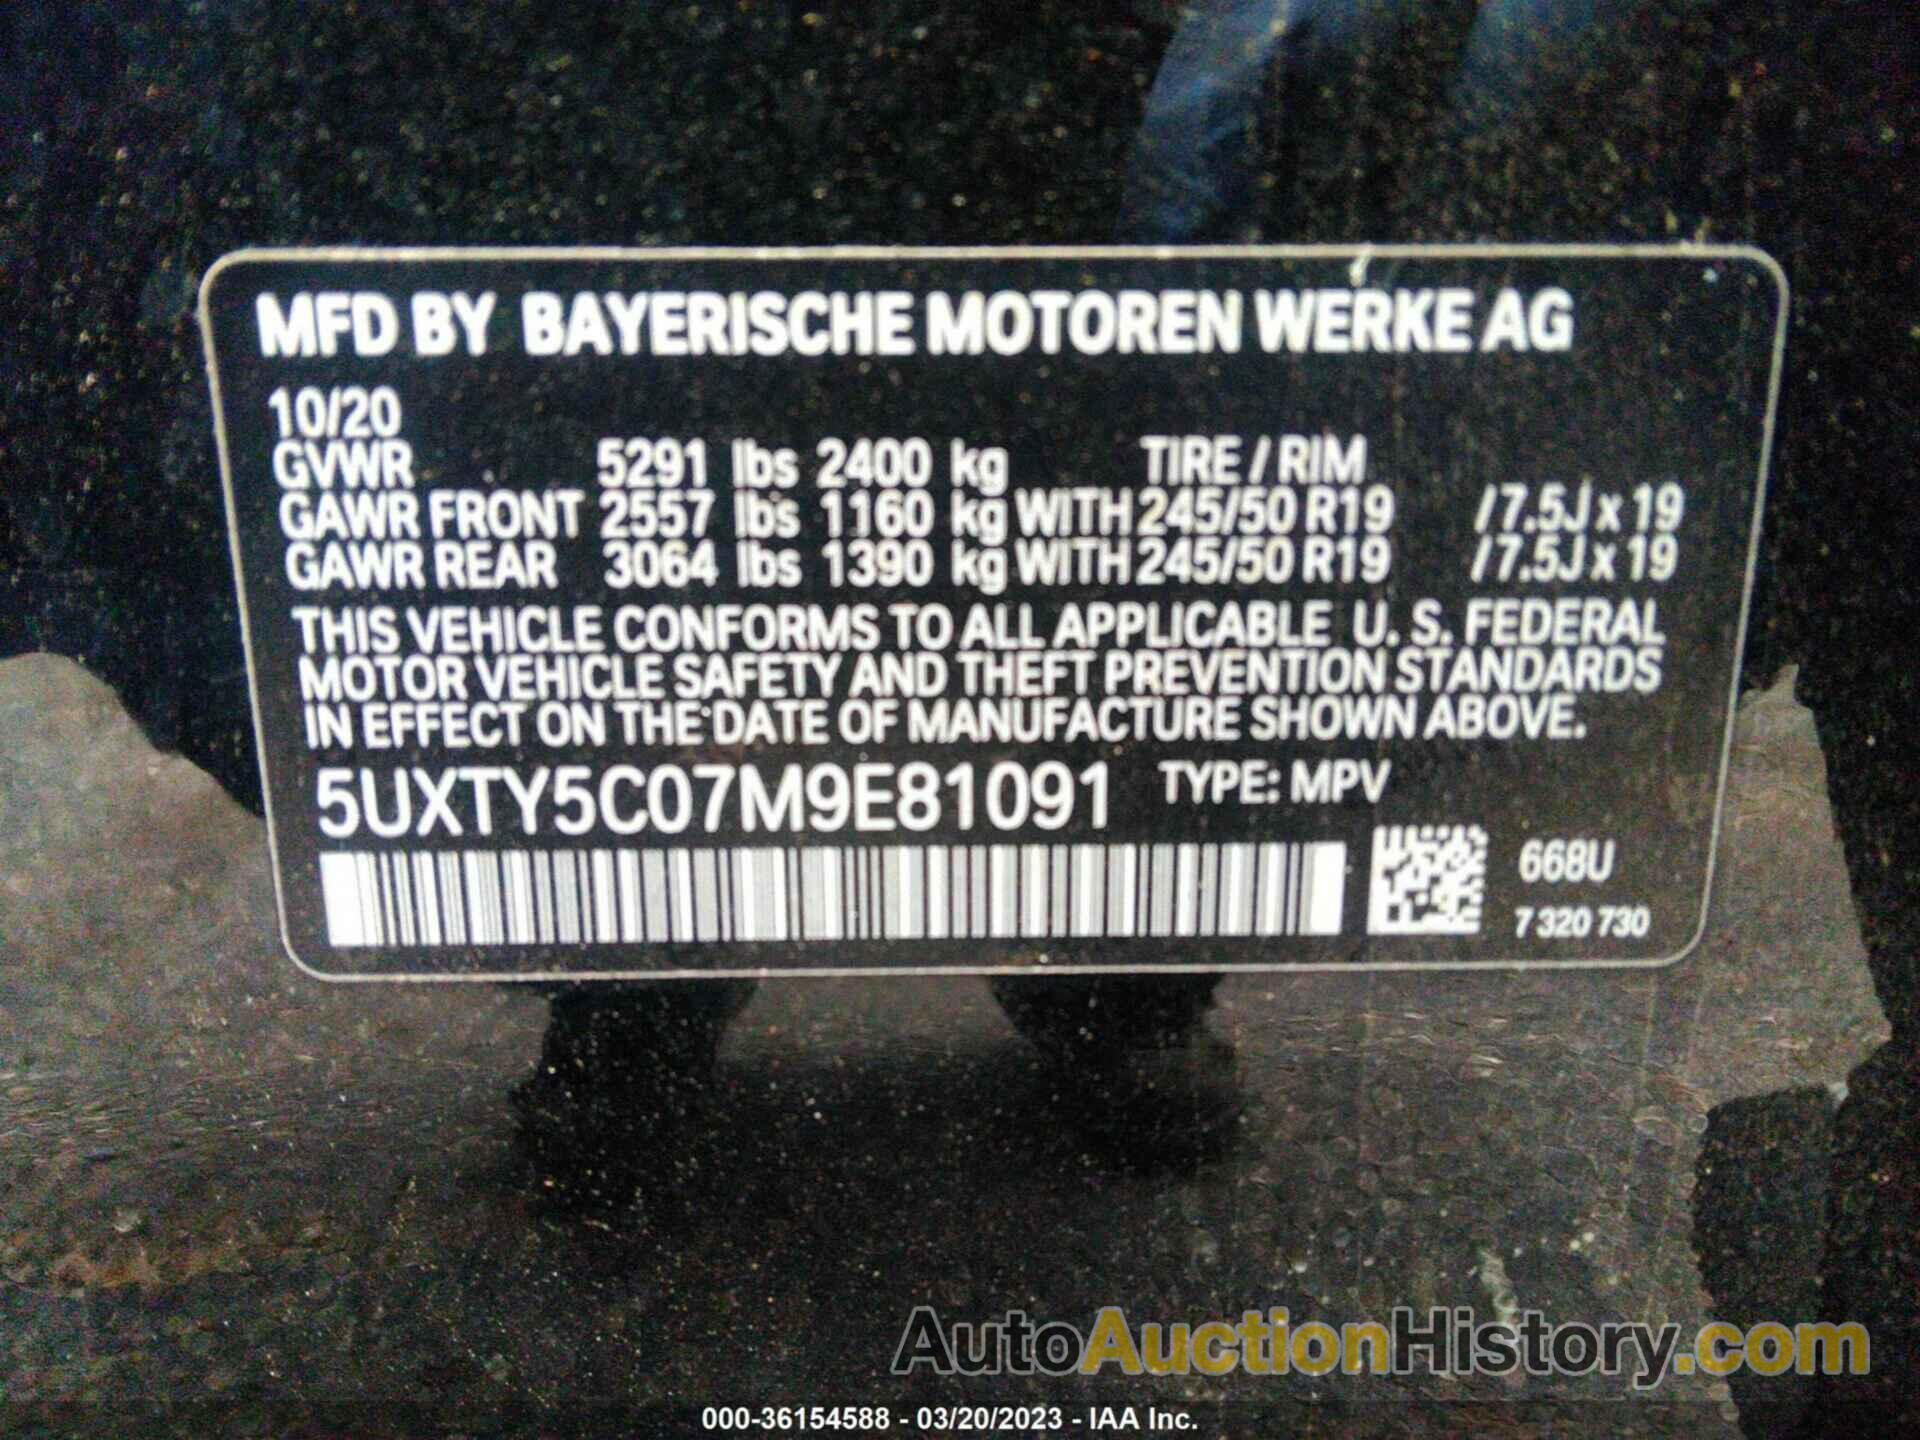 MFD BY BAYERISCHE MOTOREN WERKE AG
10/20
GVWR 5291 lbs 2400 kg TIRE / RIM
GAWR FRONT 2557 lbs 1160 kg WITH 245/50 R19 /7.5J x 19
GAWR REAR 3064 lbs 1390 kg WITH 245/50 R19 /7.5J x 19
THIS VEHICLE CONFORMS TO ALL APPLICABLE U. S. FEDERAL
MOTOR VEHICLE SAFETY AND THEFT PREVENTION STANDARDS
IN EFFECT ON THE DATE OF MANUFACTURE SHOWN ABOVE.
5UXTY5C07M9E81091 TYPE: MPV
668U
7 320 730
AutoAuctionHistory.com
000-36154588 - 03/20/2023 - IAA Inc.